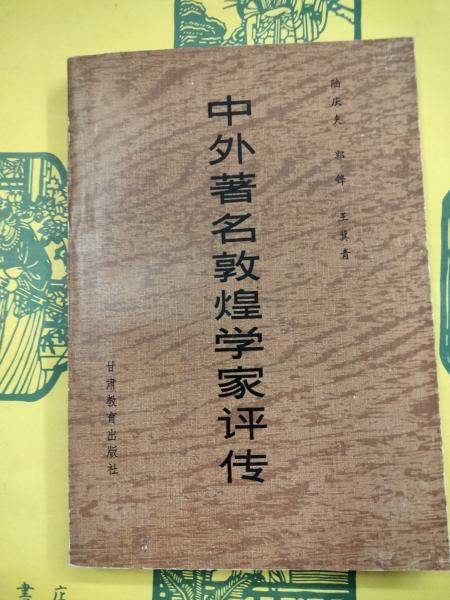 陆庆夫 郭锋 王冀青
中外著名敦煌学家评传
甘肃教育出版社
書 店